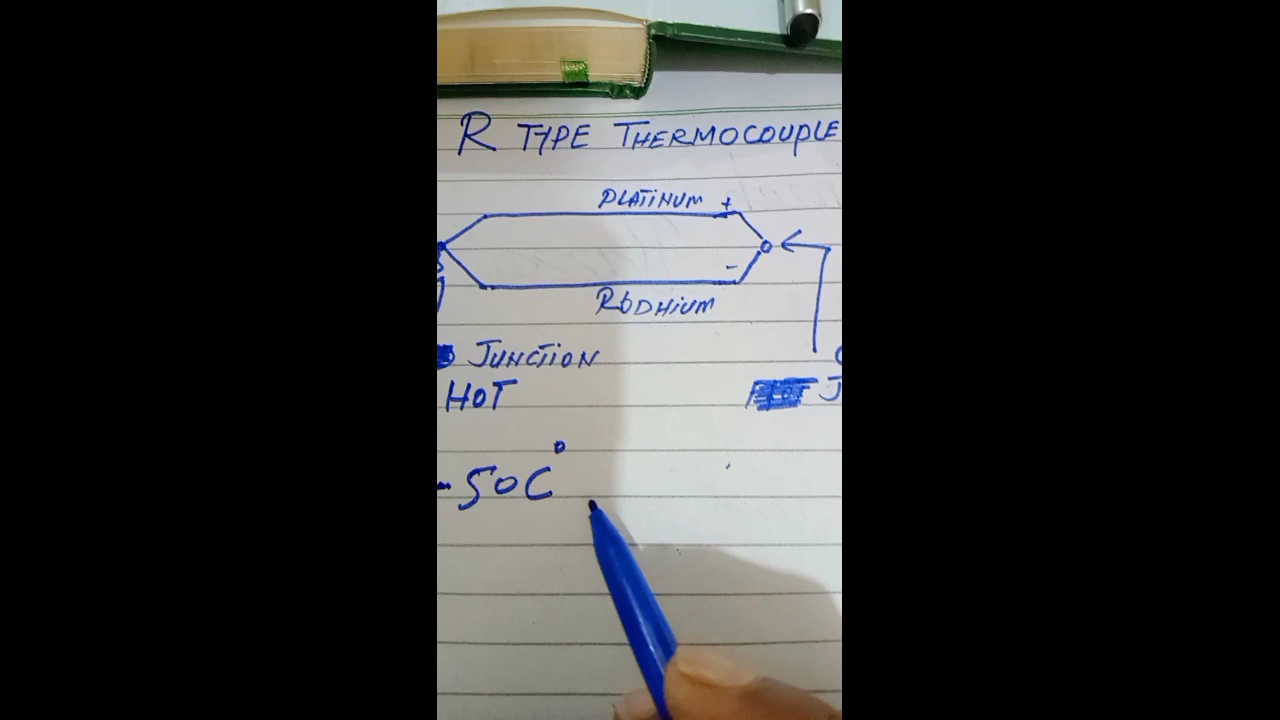 R TYPE THERMOCOUPLE
PLATINUM +
-
RODHIUM
JUNCTION
HOT
J
-50C°